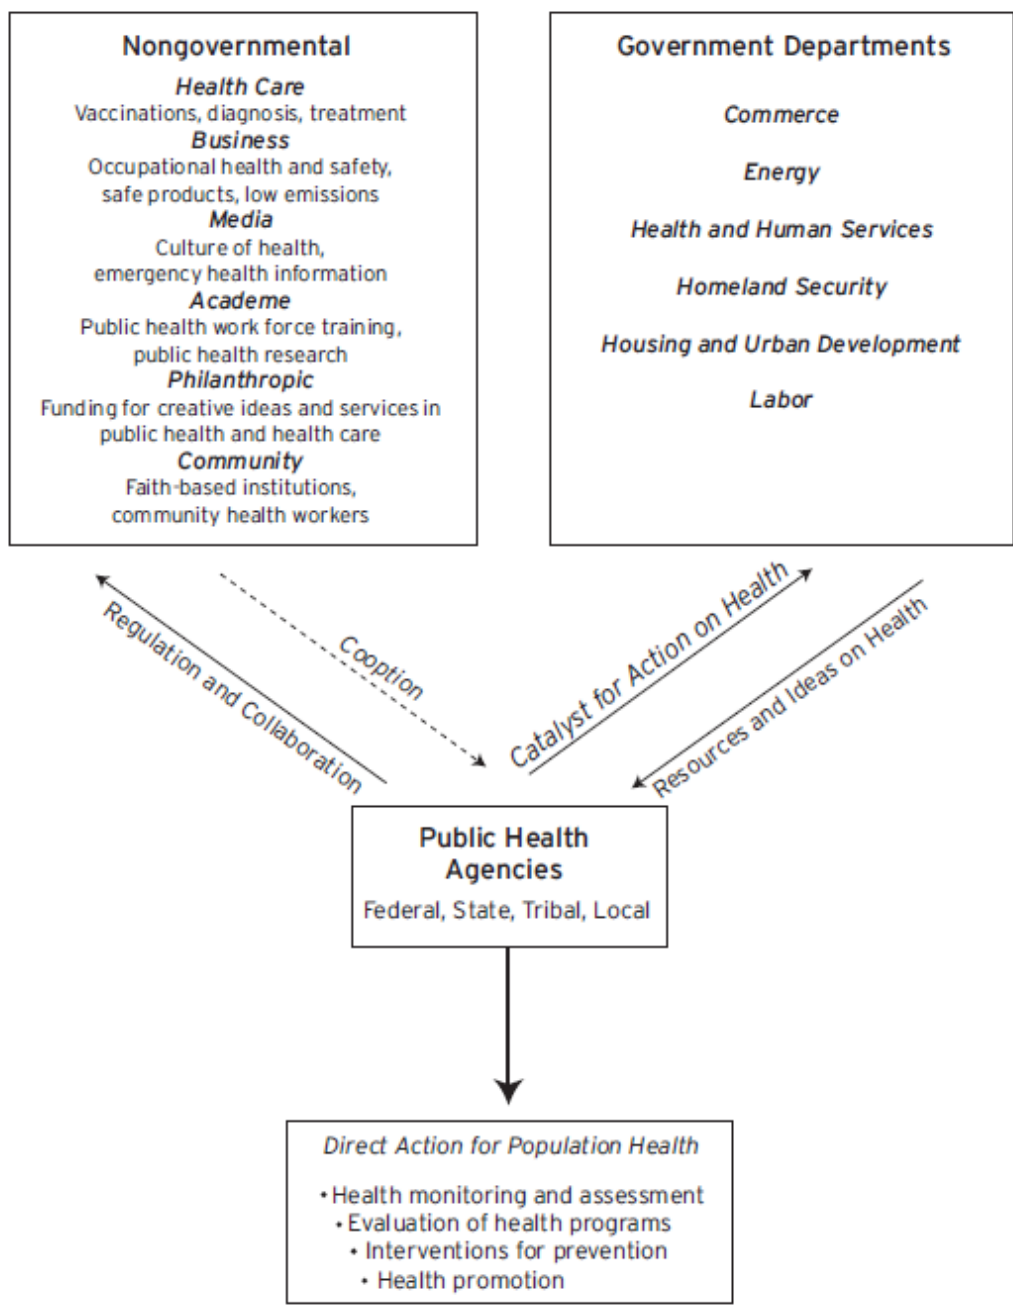 Nongovernmental
Health Care
Vaccinations, diagnosis, treatment
Business
Occupational health and safety,
safe products, low emissions
Media
Culture of health,
emergency health information
Academe
Public health work force training,
public health research
Philanthropic
Funding for creative ideas and services in
public health and health care
Community
Faith-based institutions,
community health workers
Government Departments
Commerce
Energy
Health and Human Services
Homeland Security
Housing and Urban Development
Labor
Regulation and Collaboration
Cooption
Catalyst for Action on Health
Resources and Ideas on Health
Public Health
Agencies
Federal, State, Tribal, Local
Direct Action for Population Health
• Health monitoring and assessment
• Evaluation of health programs
• Interventions for prevention
• Health promotion